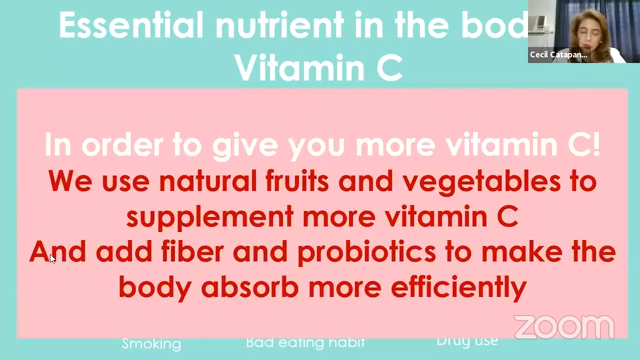 Essential nutrient in the bod
Vitamin C
Cecil Catapan...
In order to give you more vitamin C!
We use natural fruits and vegetables to
supplement more vitamin C
And add fiber and probiotics to make the
body absorb more efficiently
zoom
Smoking
Bad eating habit
Drug use